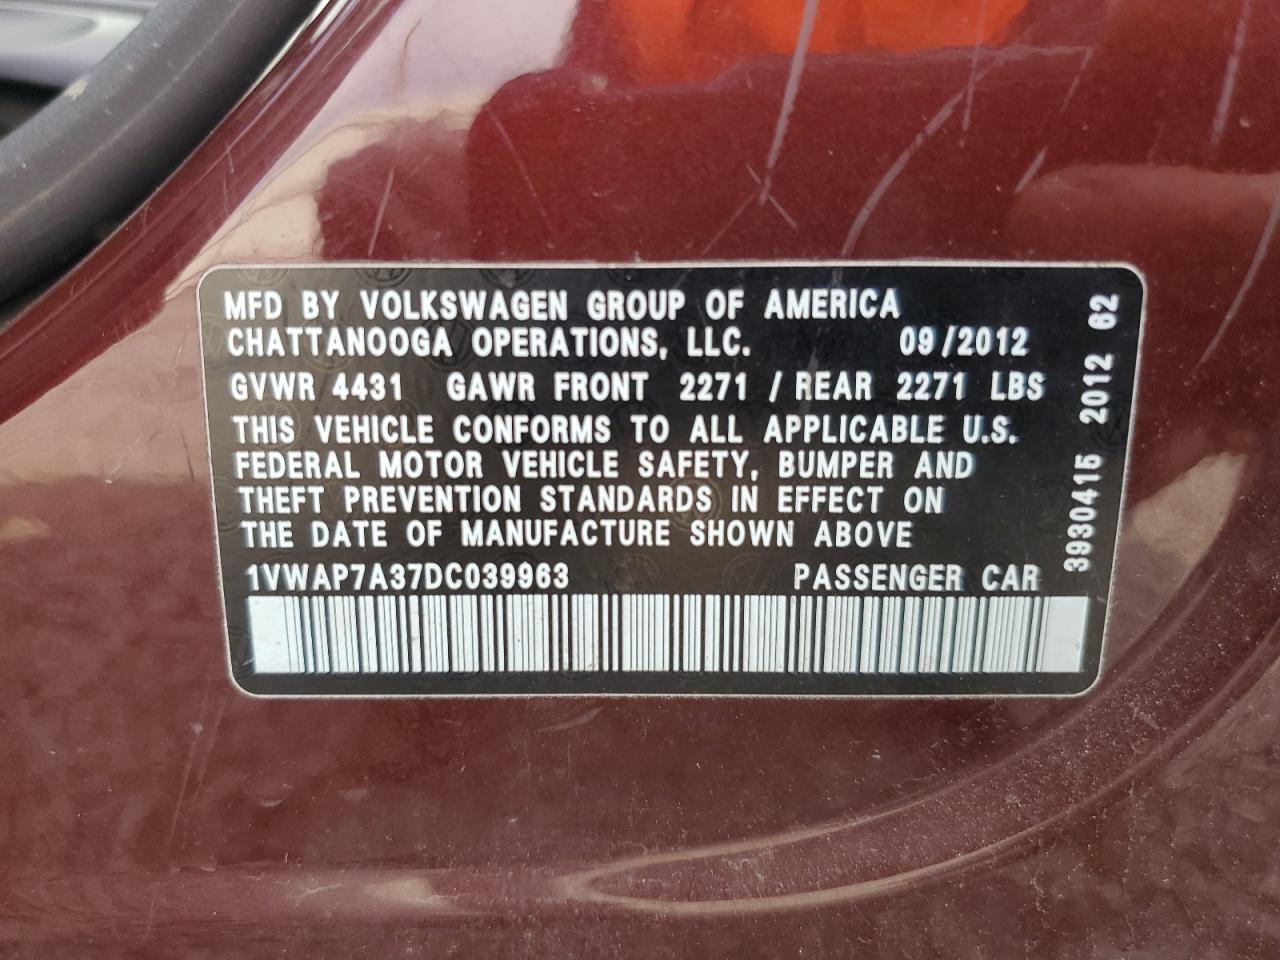 MFD BY VOLKSWAGEN GROUP OF AMERICA
CHATTANOOGA OPERATIONS, LLC. 09/2012
GVWR 4431 GAWR FRONT 2271 / REAR 2271 LBS
THIS VEHICLE CONFORMS TO ALL APPLICABLE U.S.
FEDERAL MOTOR VEHICLE SAFETY, BUMPER AND
THEFT PREVENTION STANDARDS IN EFFECT ON
THE DATE OF MANUFACTURE SHOWN ABOVE
1VWAP7A37DC039963 PASSENGER CAR
3930415 2012 62